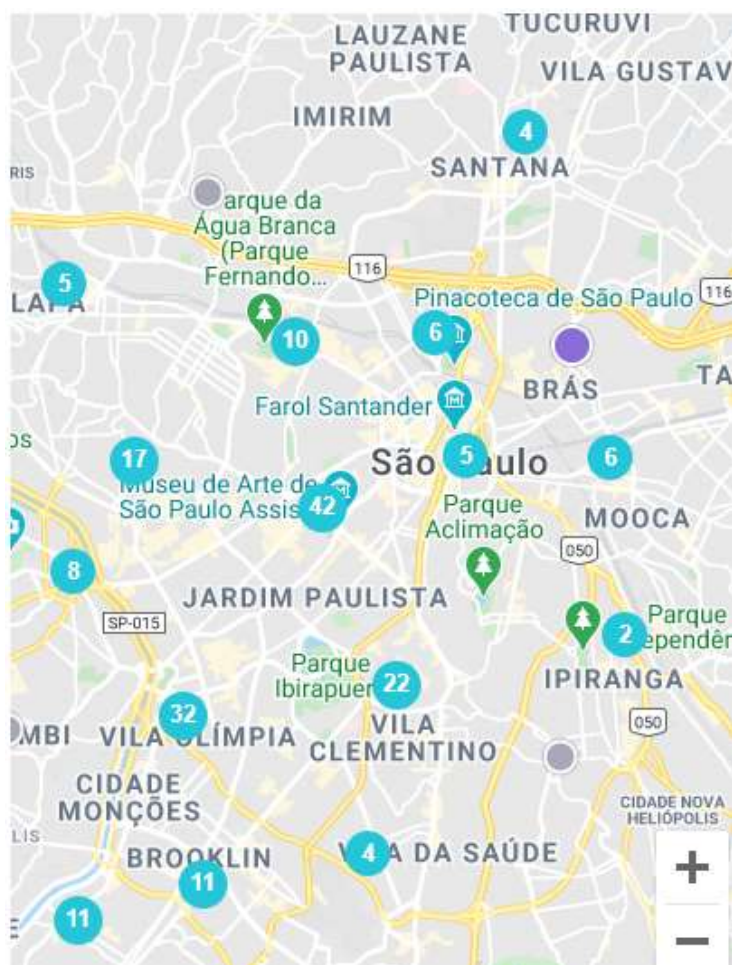 TUCURUVI
LAUZANE
PAULISTA
VILA GUSTAV
IMIRIM
4
SANTANA
RIS
arque da
Água Branca
(Parque
Fernando...
116
5
LAPA
Pinacoteca de São Paulo
116
6
10
BRÁS
TA
Farol Santander
OS
17
São Paulo
5
6
Museu de Arte de
São Paulo Assis
42
Parque
Aclimação
MOOCA
050
8
JARDIM PAULISTA
SP-015
Parque
ependên
2
Parque
Ibirapuer
22
IPIRANGA
32
MBI
VILA OLÍMPIA
VILA
CLEMENTINO
050
CIDADE
MONÇÕES
CIDADE NOVA
HELIÓPOLIS
LIS
BROOKLIN
4
VILA DA SAÚDE
11
11
E
+
−